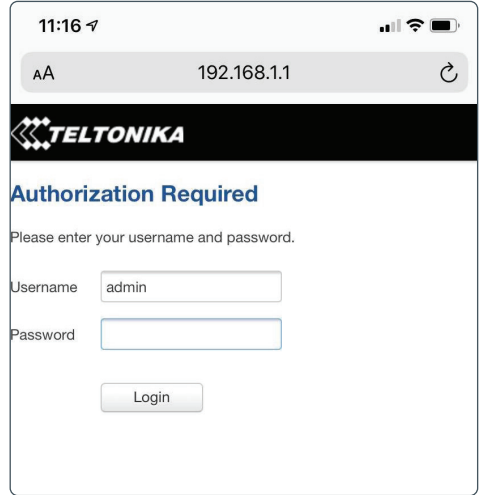 11:16
AA 192.168.1.1
TELTONIKA
Authorization Required
Please enter your username and password.
Username admin
Password
Login